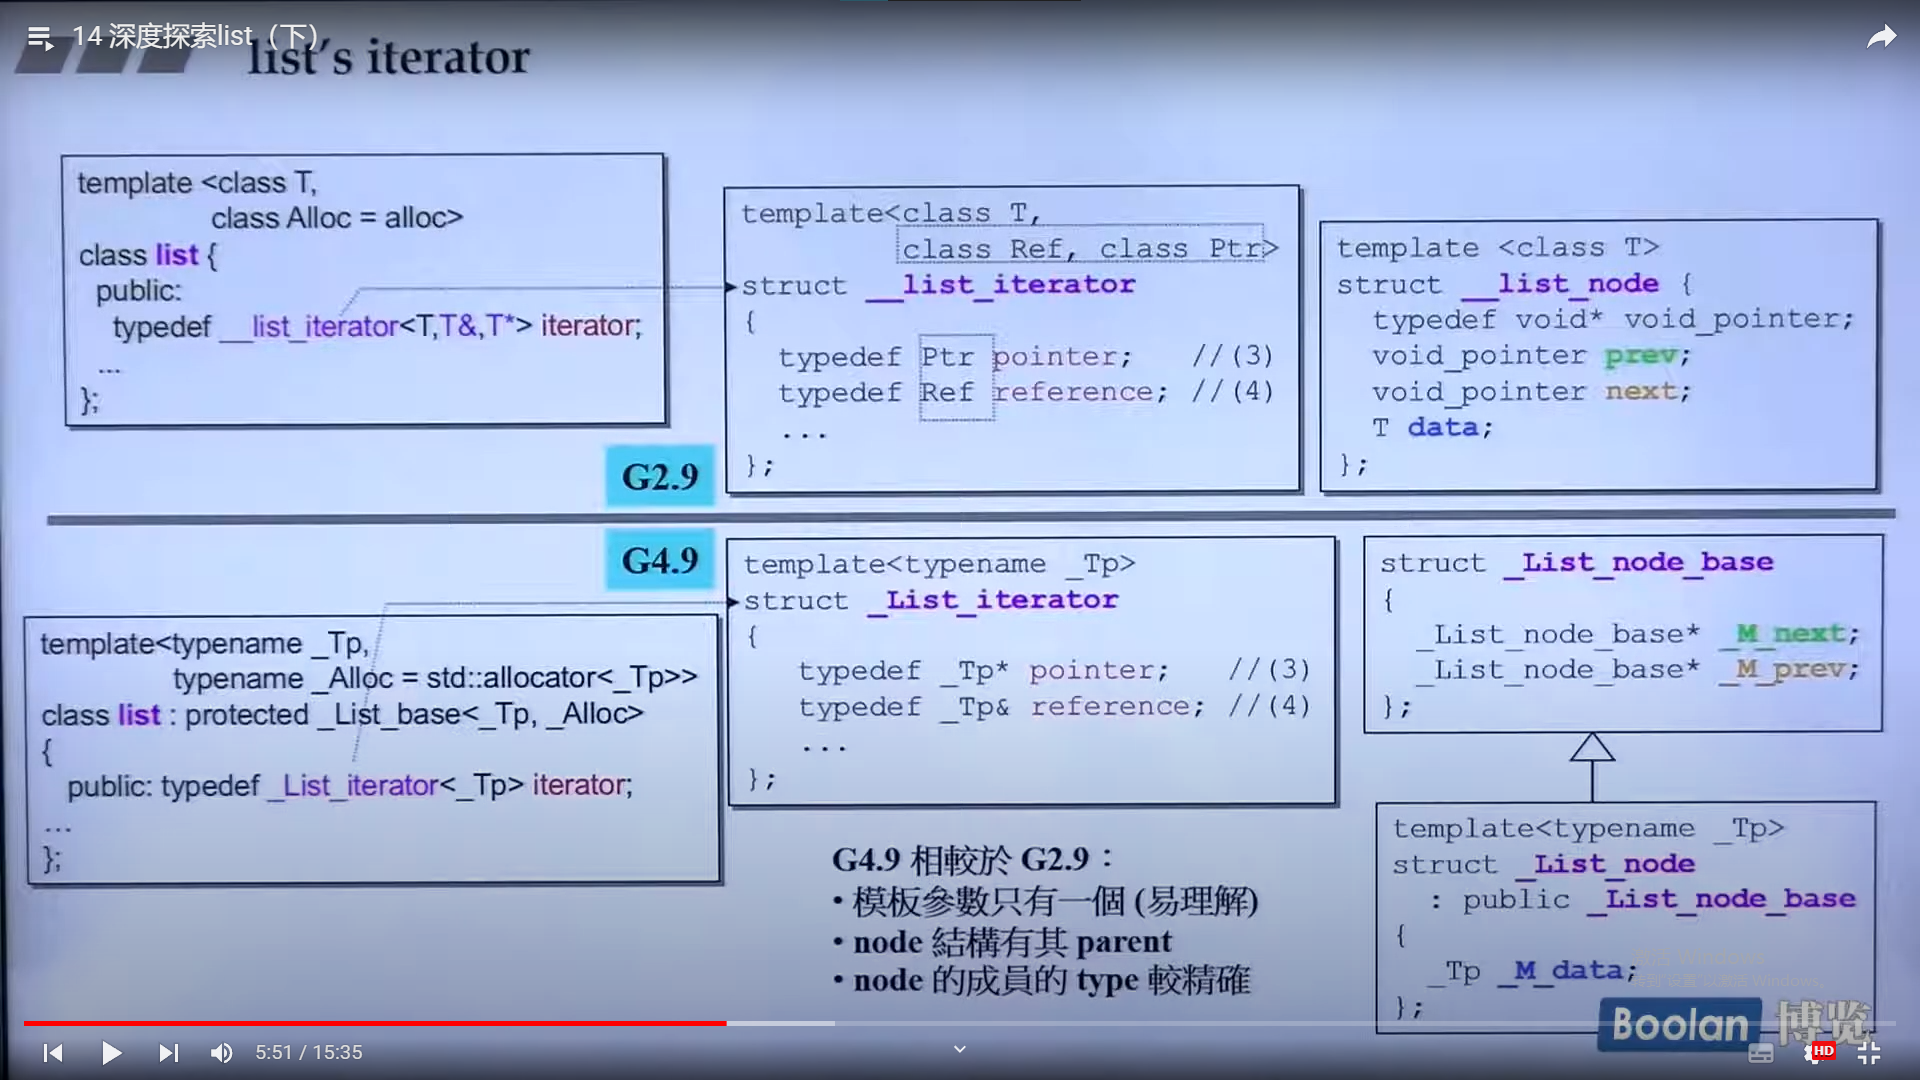 14 深度探索list（下）
list's iterator
template <class T,
class Alloc = alloc>
class list {
public:
typedef __list_iterator<T,T&,T*> iterator;
...
};
template<class T,
class Ref, class Ptr>
struct __list_iterator
{
typedef Ptr pointer; //(3)
typedef Ref reference; //(4)
...
};
template <class T>
struct __list_node {
typedef void* void_pointer;
void_pointer prev;
void_pointer next;
T data;
};
G2.9
G4.9
template<typename _Tp,
typename _Alloc = std::allocator<_Tp>>
class list : protected _List_base<_Tp, _Alloc>
{
public: typedef _List_iterator<_Tp> iterator;
...
};
template<typename _Tp>
struct _List_iterator
{
typedef _Tp* pointer; //(3)
typedef _Tp& reference; //(4)
...
};
struct _List_node_base
{
_List_node_base* _M_next;
_List_node_base* _M_prev;
};
template<typename _Tp>
struct _List_node
: public _List_node_base
{
_Tp _M_data;
};
G4.9 相較於 G2.9：
• 模板參數只有一個 (易理解)
• node 結構有其 parent
• node 的成員的 type 較精確
Boolan 博览
5:51 / 15:35
HD